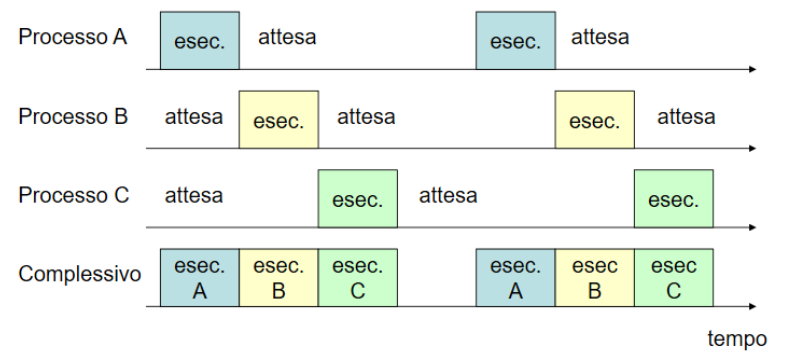 Processo A
esec.
attesa
esec.
attesa
Processo B
attesa
esec.
attesa
esec.
attesa
Processo C
attesa
esec.
attesa
esec.
Complessivo
esec.
A
esec.
B
esec.
C
esec.
A
esec
B
esec
C
tempo